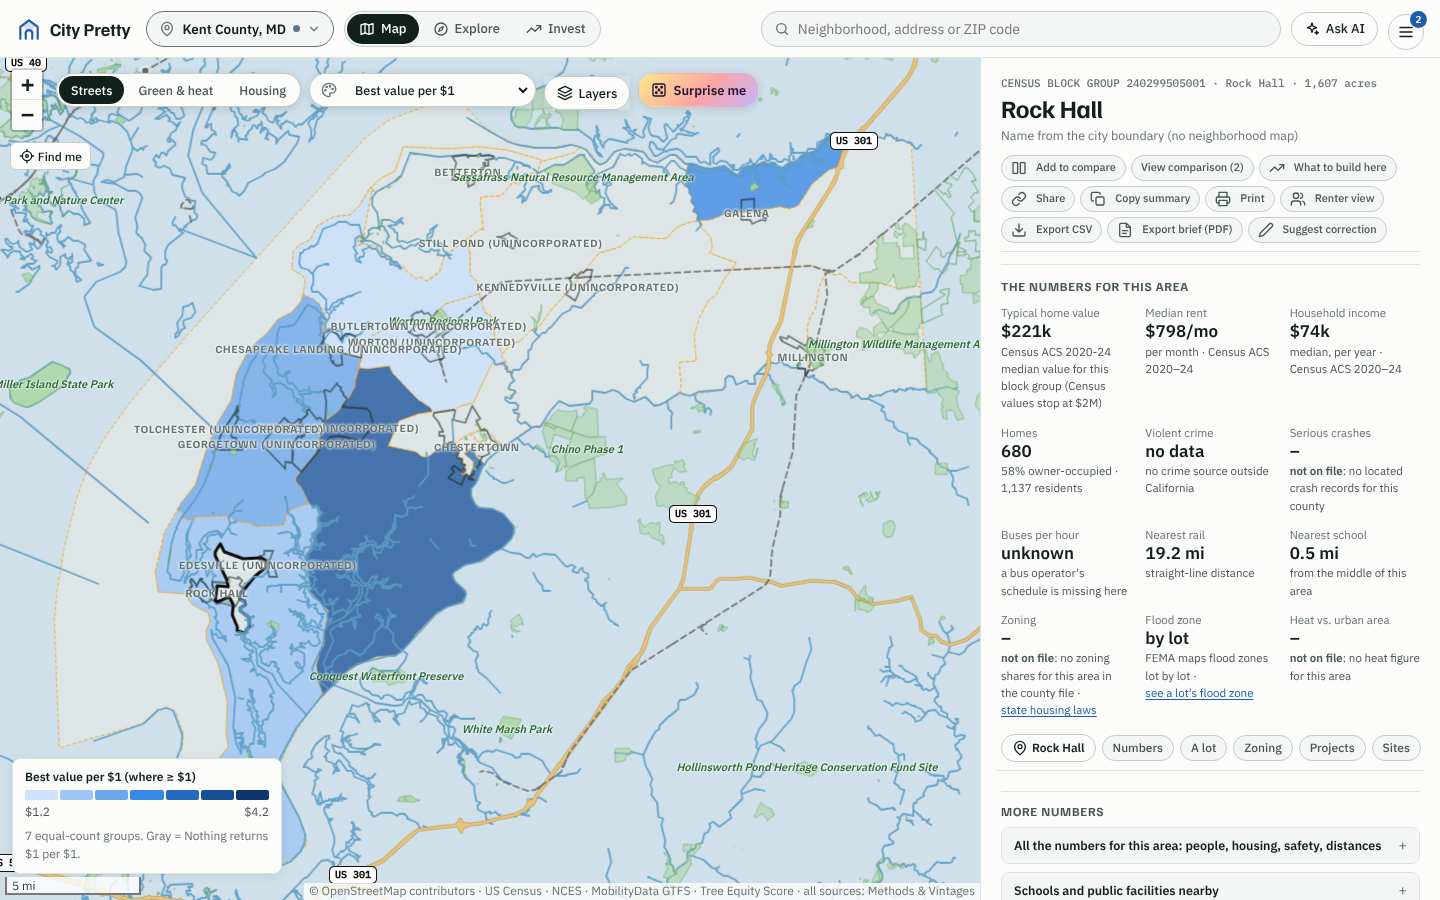 City Pretty
Kent County, MD
Map
Explore
Invest
Neighborhood, address or ZIP code
Ask AI
2
US 40
+
−
Find me
Streets
Green & heat
Housing
Best value per $1
Layers
Surprise me
US 301
BETTERTON
Sassafrass Natural Resource Management Area
Park and Nature Center
GALENA
STILL POND (UNINCORPORATED)
KENNEDYVILLE (UNINCORPORATED)
Worton Regional Park
BUTLERTOWN (UNINCORPORATED)
WORTON (UNINCORPORATED)
CHESAPEAKE LANDING (UNINCORPORATED)
Millington Wildlife Management A
MILLINGTON
Miller Island State Park
TOLCHESTER (UNINCORPORATED)
GEORGETOWN (UNINCORPORATED)
CHESTERTOWN
Chino Phase 1
US 301
EDESVILLE (UNINCORPORATED)
ROCK HALL
Conquest Waterfront Preserve
White Marsh Park
Hollinsworth Pond Heritage Conservation Fund Site
Best value per $1 (where ≥ $1)
$1.2
$4.2
7 equal-count groups. Gray = Nothing returns
$1 per $1.
5 mi
US 301
© OpenStreetMap contributors · US Census · NCES · MobilityData GTFS · Tree Equity Score · all sources: Methods & Vintages
CENSUS BLOCK GROUP 240299505001 · Rock Hall · 1,607 acres
Rock Hall
Name from the city boundary (no neighborhood map)
Add to compare
View comparison (2)
What to build here
Share
Copy summary
Print
Renter view
Export CSV
Export brief (PDF)
Suggest correction
THE NUMBERS FOR THIS AREA
Typical home value
$221k
Census ACS 2020-24
median value for this
block group (Census
values stop at $2M)
Median rent
$798/mo
per month · Census ACS
2020–24
Household income
$74k
median, per year ·
Census ACS 2020–24
Homes
680
58% owner-occupied ·
1,137 residents
Violent crime
no data
no crime source outside
California
Serious crashes
–
not on file: no located
crash records for this
county
Buses per hour
unknown
a bus operator's
schedule is missing here
Nearest rail
19.2 mi
straight-line distance
Nearest school
0.5 mi
from the middle of this
area
Zoning
–
not on file: no zoning
shares for this area in
the county file ·
state housing laws
Flood zone
by lot
FEMA maps flood zones
lot by lot ·
see a lot's flood zone
Heat vs. urban area
–
not on file: no heat figure
for this area
Rock Hall
Numbers
A lot
Zoning
Projects
Sites
MORE NUMBERS
All the numbers for this area: people, housing, safety, distances +
Schools and public facilities nearby +